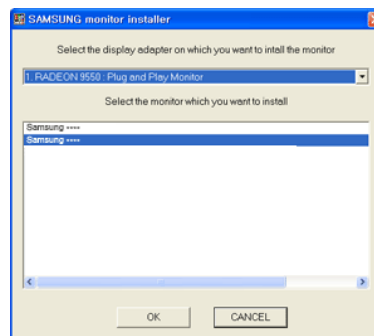 SAMSUNG monitor installer
Select the display adapter on which you want to intall the monitor
1. RADEON 9550 : Plug and Play Monitor
Select the monitor which you want to install
Samsung ••••
Samsung ••••
OK
CANCEL